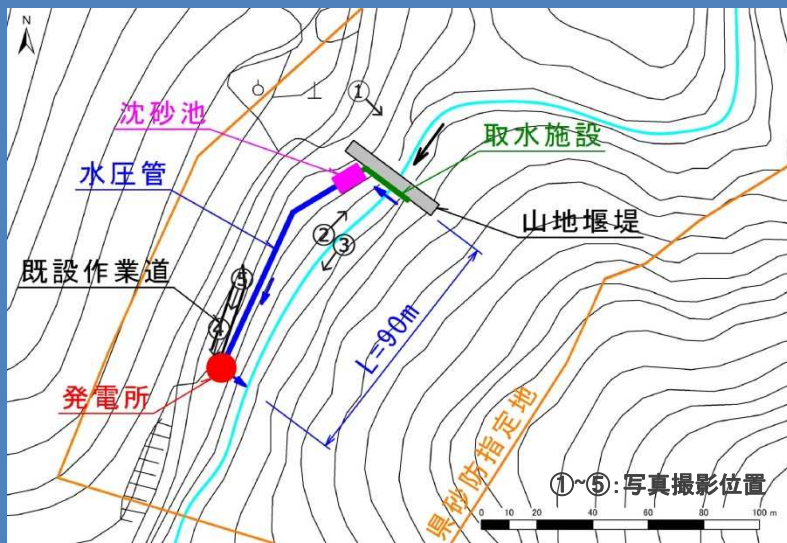 N
①
沈砂池
取水施設
水圧管
山地堰堤
②
③
既設作業道
⑤
④
L=90m
発電所
県砂防指定地
①~⑤:写真撮影位置
0 10 20 40 60 80 100 m